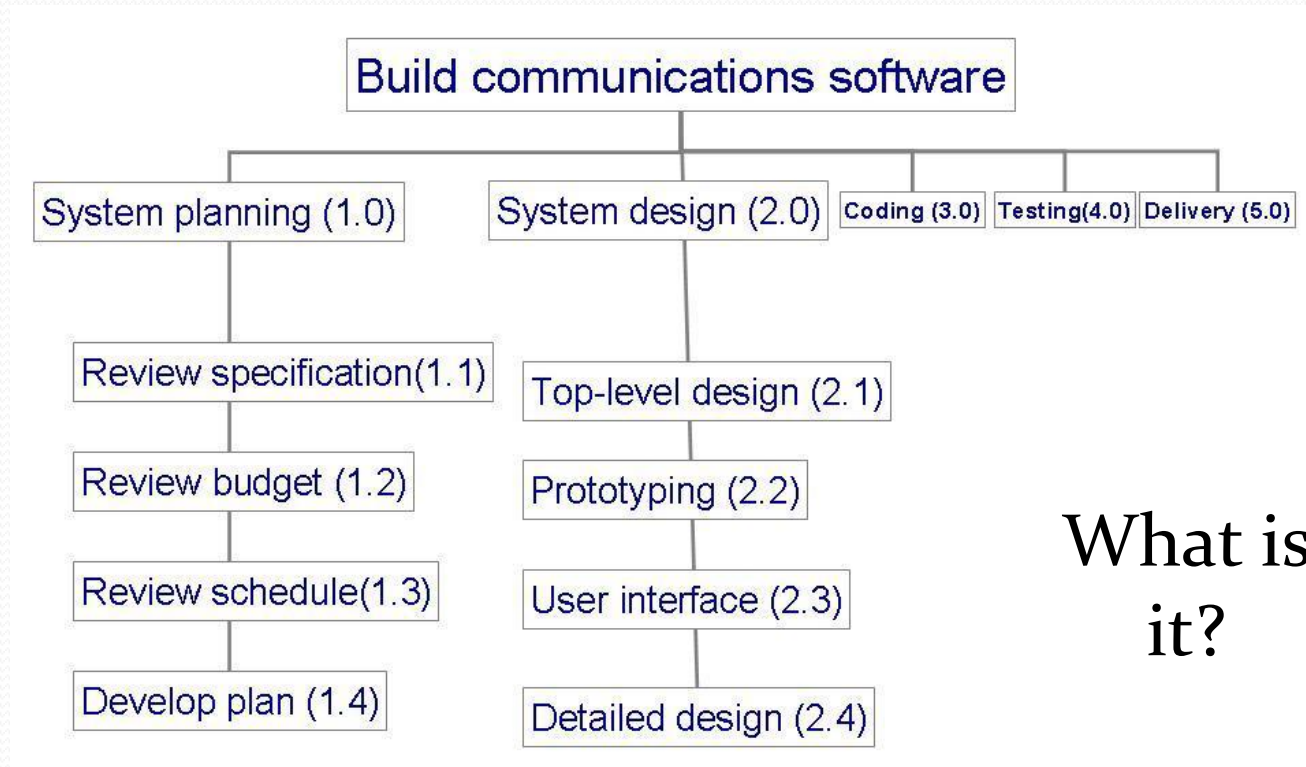 Build communications software
System planning (1.0)
System design (2.0)
Coding (3.0)
Testing(4.0)
Delivery (5.0)
Review specification(1.1)
Review budget (1.2)
Review schedule(1.3)
Develop plan (1.4)
Top-level design (2.1)
Prototyping (2.2)
User interface (2.3)
Detailed design (2.4)
What is
it?